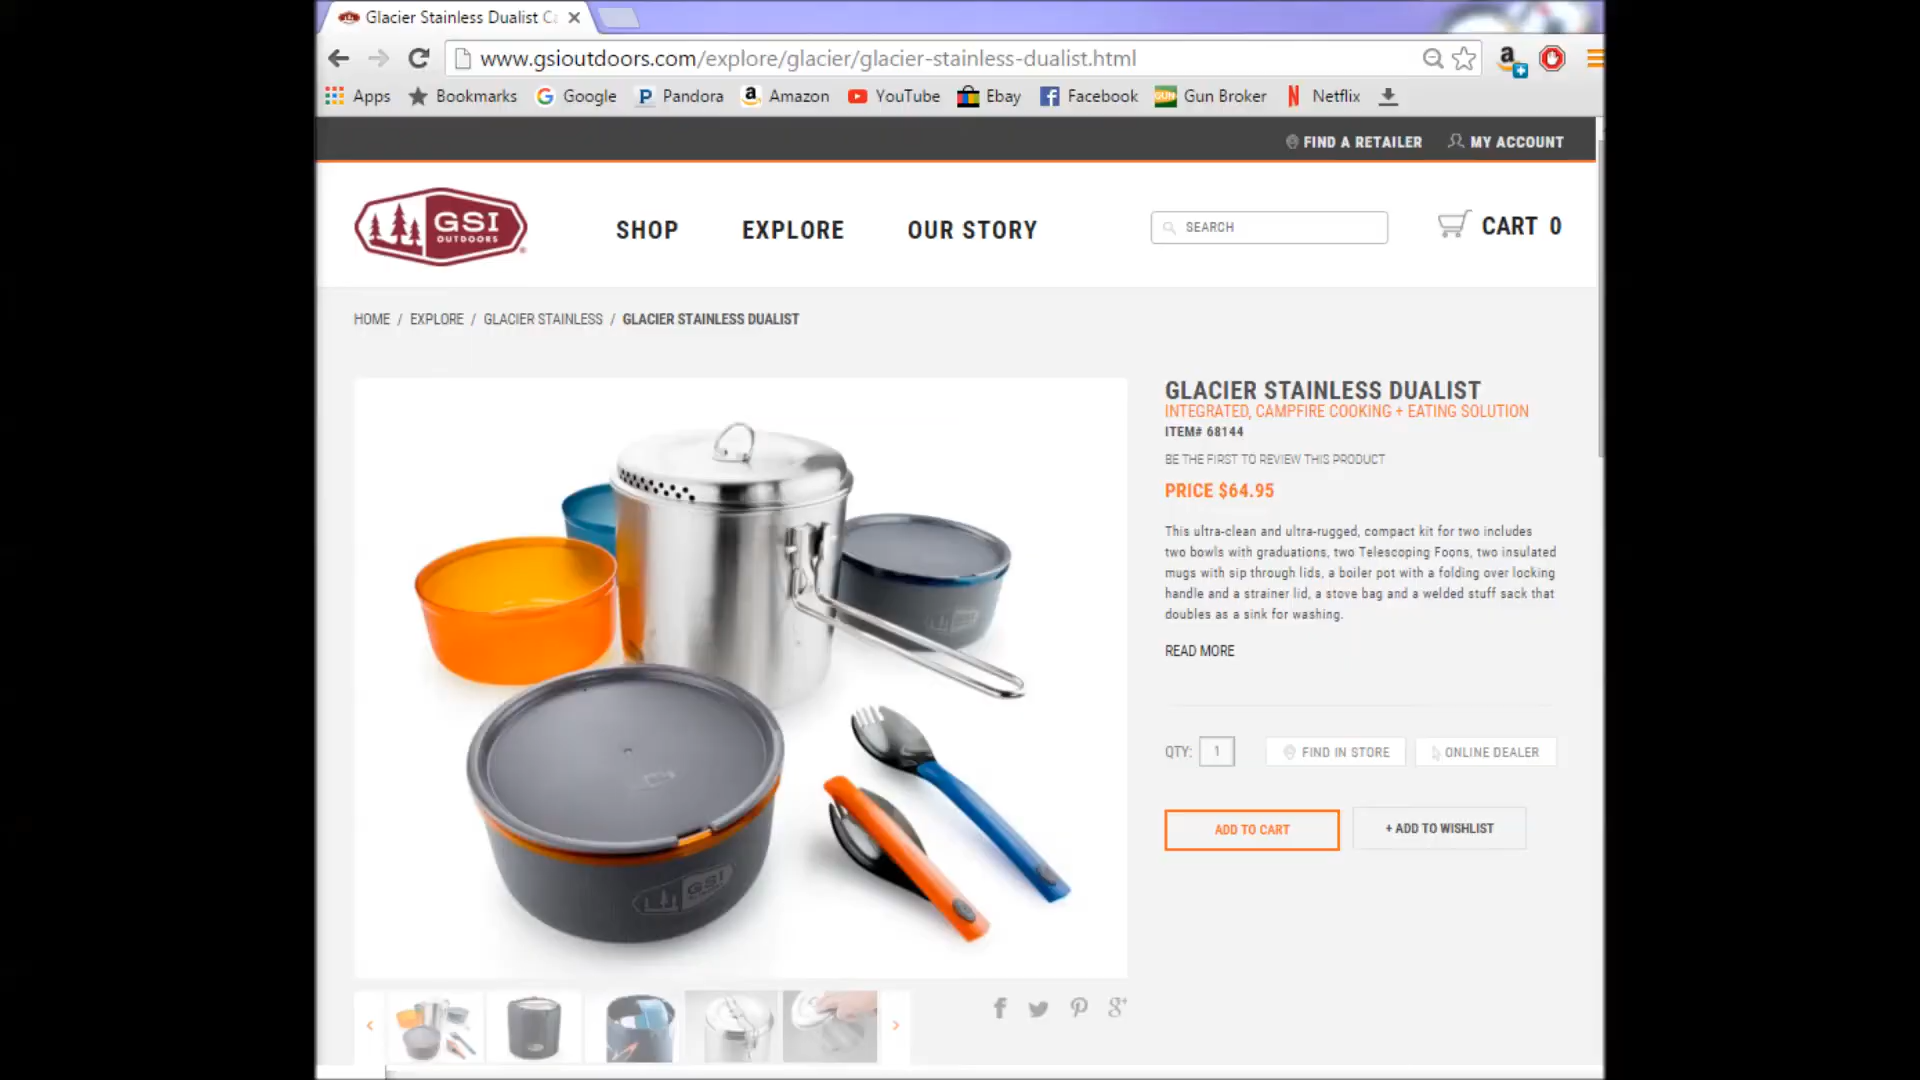 Glacier Stainless Dualist Ca
www.gsioutdoors.com/explore/glacier/glacier-stainless-dualist.html
Apps Bookmarks Google Pandora Amazon YouTube Ebay Facebook Gun Broker Netflix
FIND A RETAILER MY ACCOUNT
GSI
OUTDOORS
SHOP EXPLORE OUR STORY
SEARCH
CART 0
HOME / EXPLORE / GLACIER STAINLESS / GLACIER STAINLESS DUALIST
GLACIER STAINLESS DUALIST
INTEGRATED, CAMPFIRE COOKING + EATING SOLUTION
ITEM# 68144
BE THE FIRST TO REVIEW THIS PRODUCT
PRICE $64.95
This ultra-clean and ultra-rugged, compact kit for two includes
two bowls with graduations, two Telescoping Foons, two insulated
mugs with sip through lids, a boiler pot with a folding over locking
handle and a strainer lid, a stove bag and a welded stuff sack that
doubles as a sink for washing.
READ MORE
QTY: 1 FIND IN STORE ONLINE DEALER
ADD TO CART + ADD TO WISHLIST
GSI